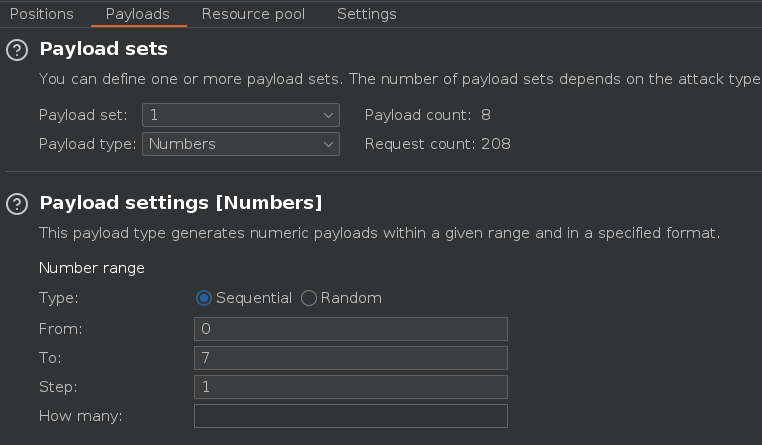 Positions Payloads Resource pool Settings
? Payload sets
You can define one or more payload sets. The number of payload sets depends on the attack type
Payload set: 1 Payload count: 8
Payload type: Numbers Request count: 208
? Payload settings [Numbers]
This payload type generates numeric payloads within a given range and in a specified format.
Number range
Type: Sequential Random
From: 0
To: 7
Step: 1
How many: